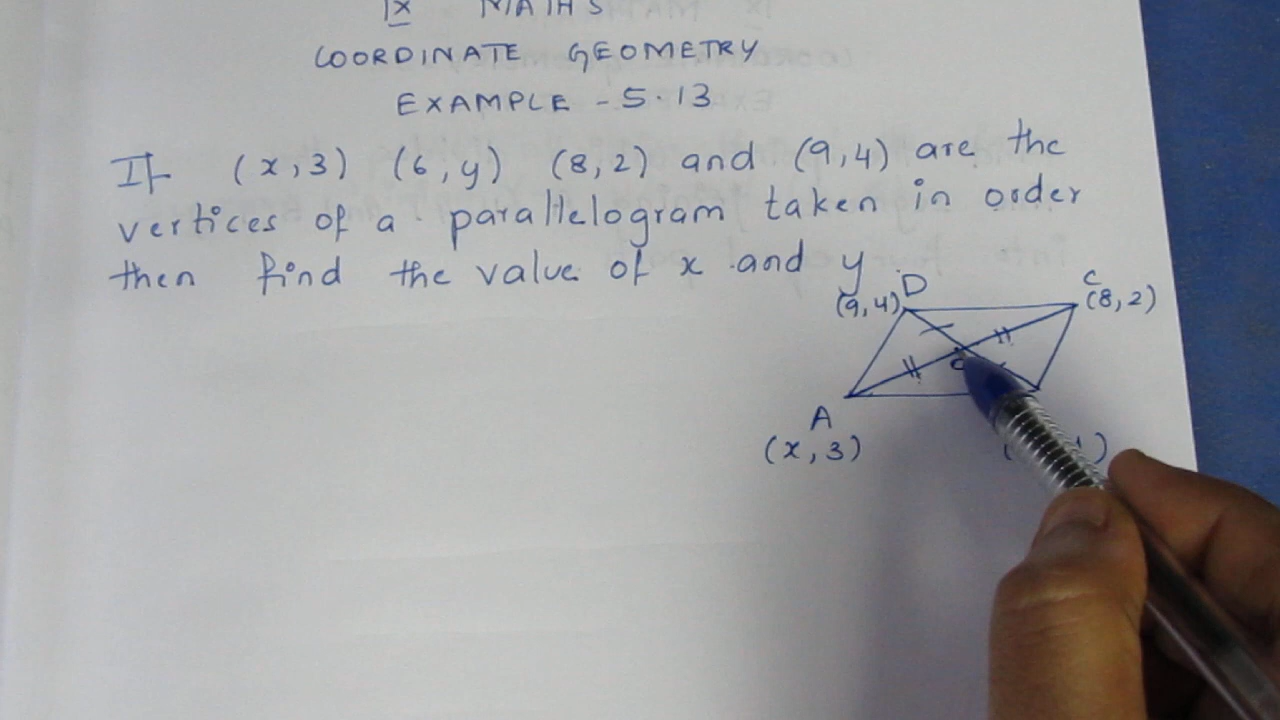 IX MATHS
COORDINATE GEOMETRY
EXAMPLE - 5.13
If (x,3) (6,y) (8,2) and (9,4) are the
vertices of a parallelogram taken in order
then find the value of x and y
D
C
(9,4)
(8,2)
A
(x,3)